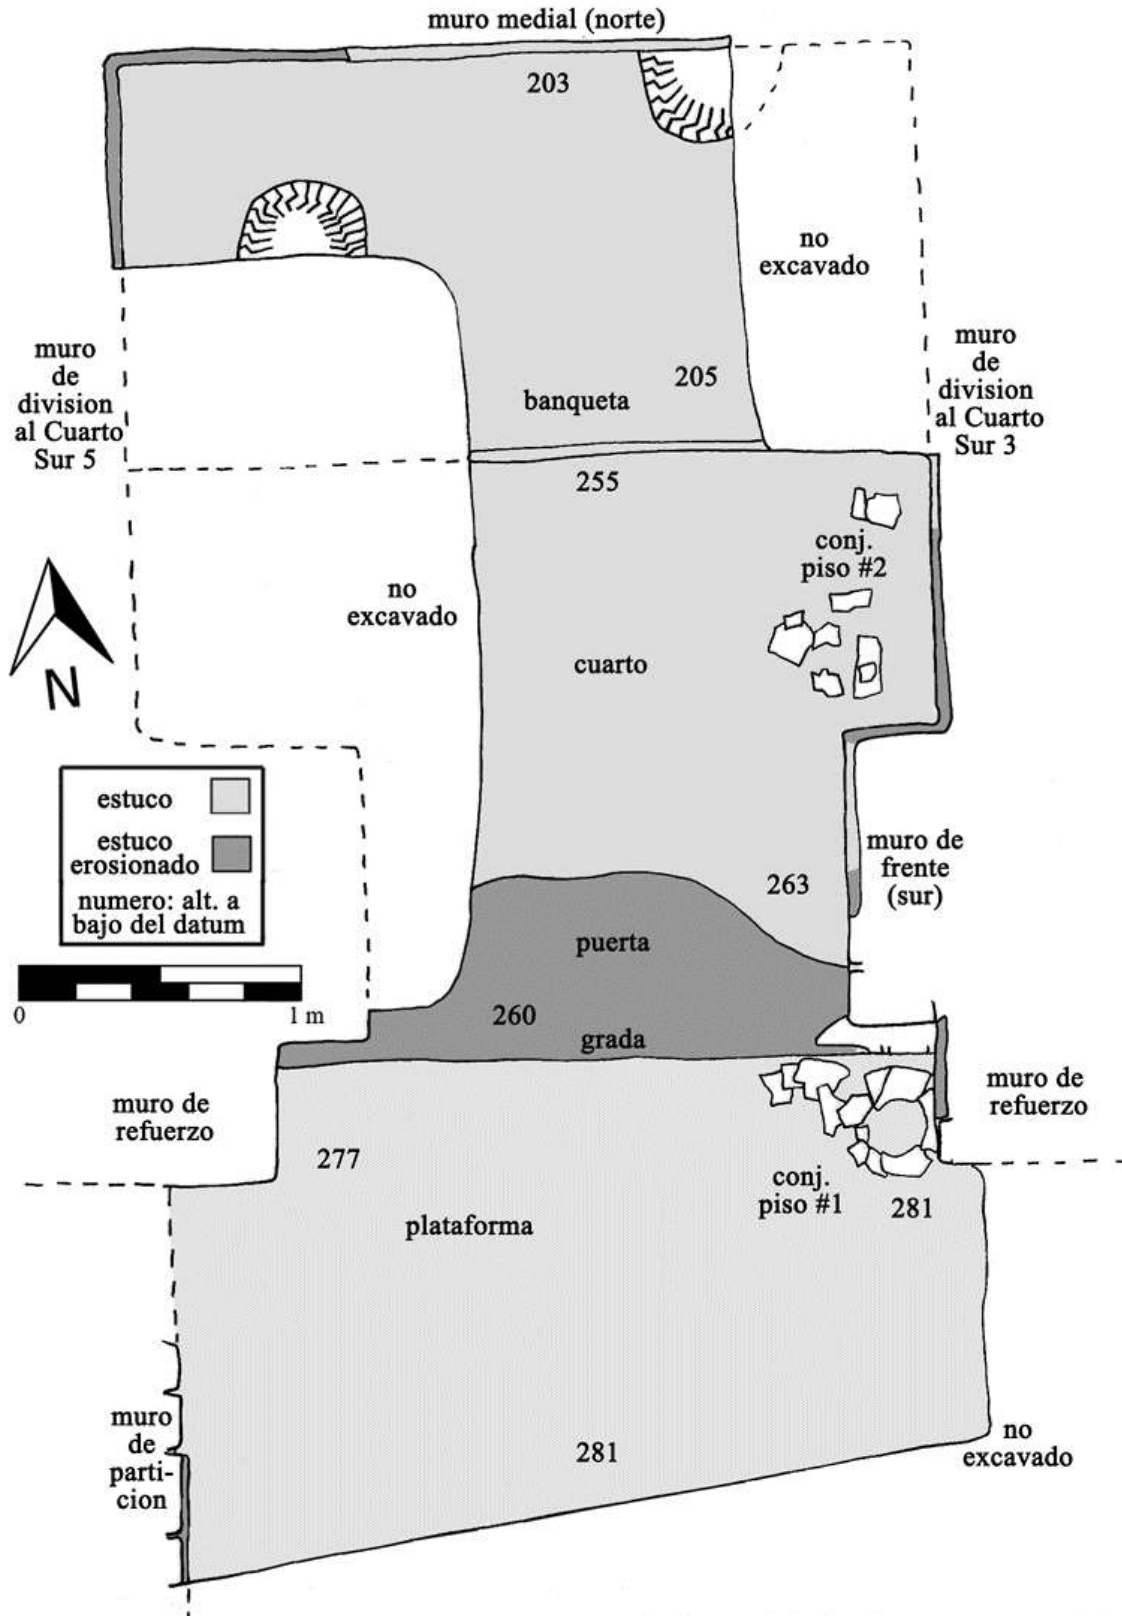 muro medial (norte)
203
no
excavado
muro
de
division
al Cuarto
Sur 5
muro
de
division
al Cuarto
Sur 3
205
banqueta
255
conj.
piso #2
no
excavado
cuarto
N
estuco
estuco
erosionado
numero: alt. a
bajo del datum
0
1 m
muro de
frente
(sur)
263
puerta
260
grada
muro de
refuerzo
muro de
refuerzo
277
conj.
piso #1
281
plataforma
muro
de
parti-
cion
281
no
excavado